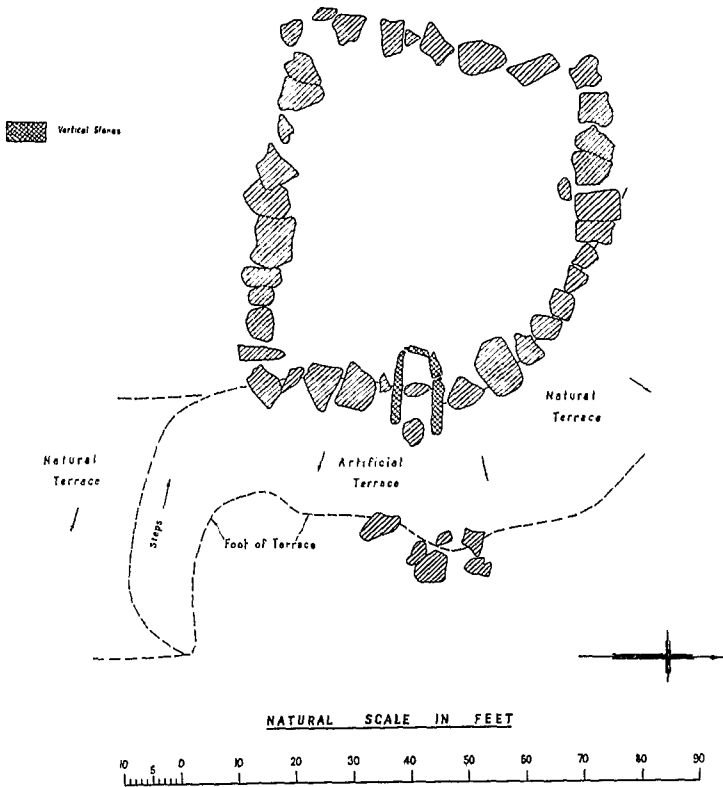 Vertical Stones
Natural
Terrace
Natural
Terrace
Artificial
Terrace
Steps
Foot of Terrace
NATURAL SCALE IN FEET
10 5 0 10 20 30 40 50 60 70 80 90